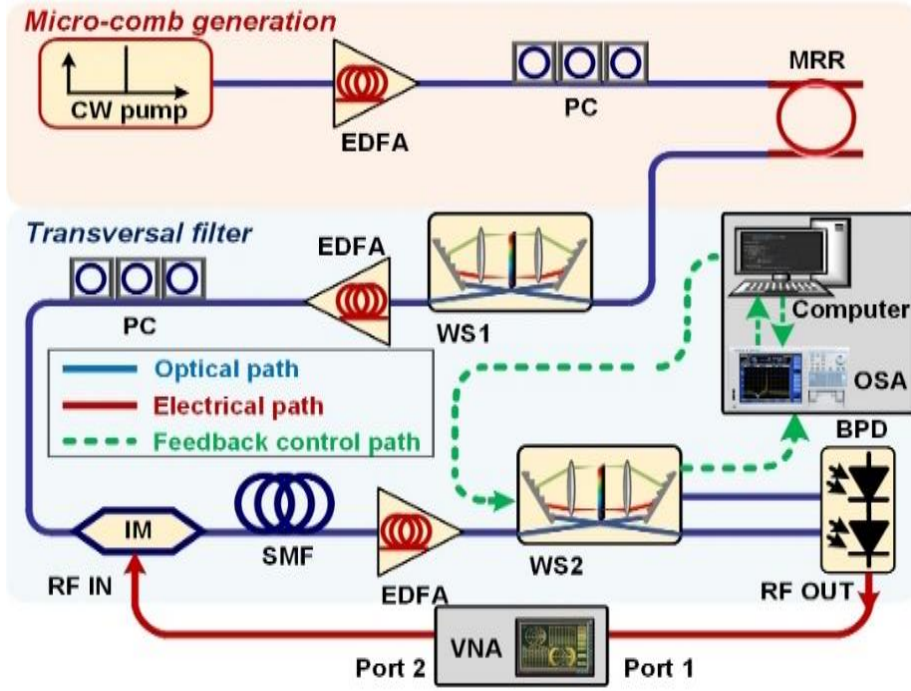 Micro-comb generation
CW pump
EDFA
PC
MRR
Transversal filter
EDFA
PC
WS1
Computer
OSA
Optical path
Electrical path
Feedback control path
BPD
IM
SMF
EDFA
WS2
RF IN
RF OUT
VNA
Port 2
Port 1